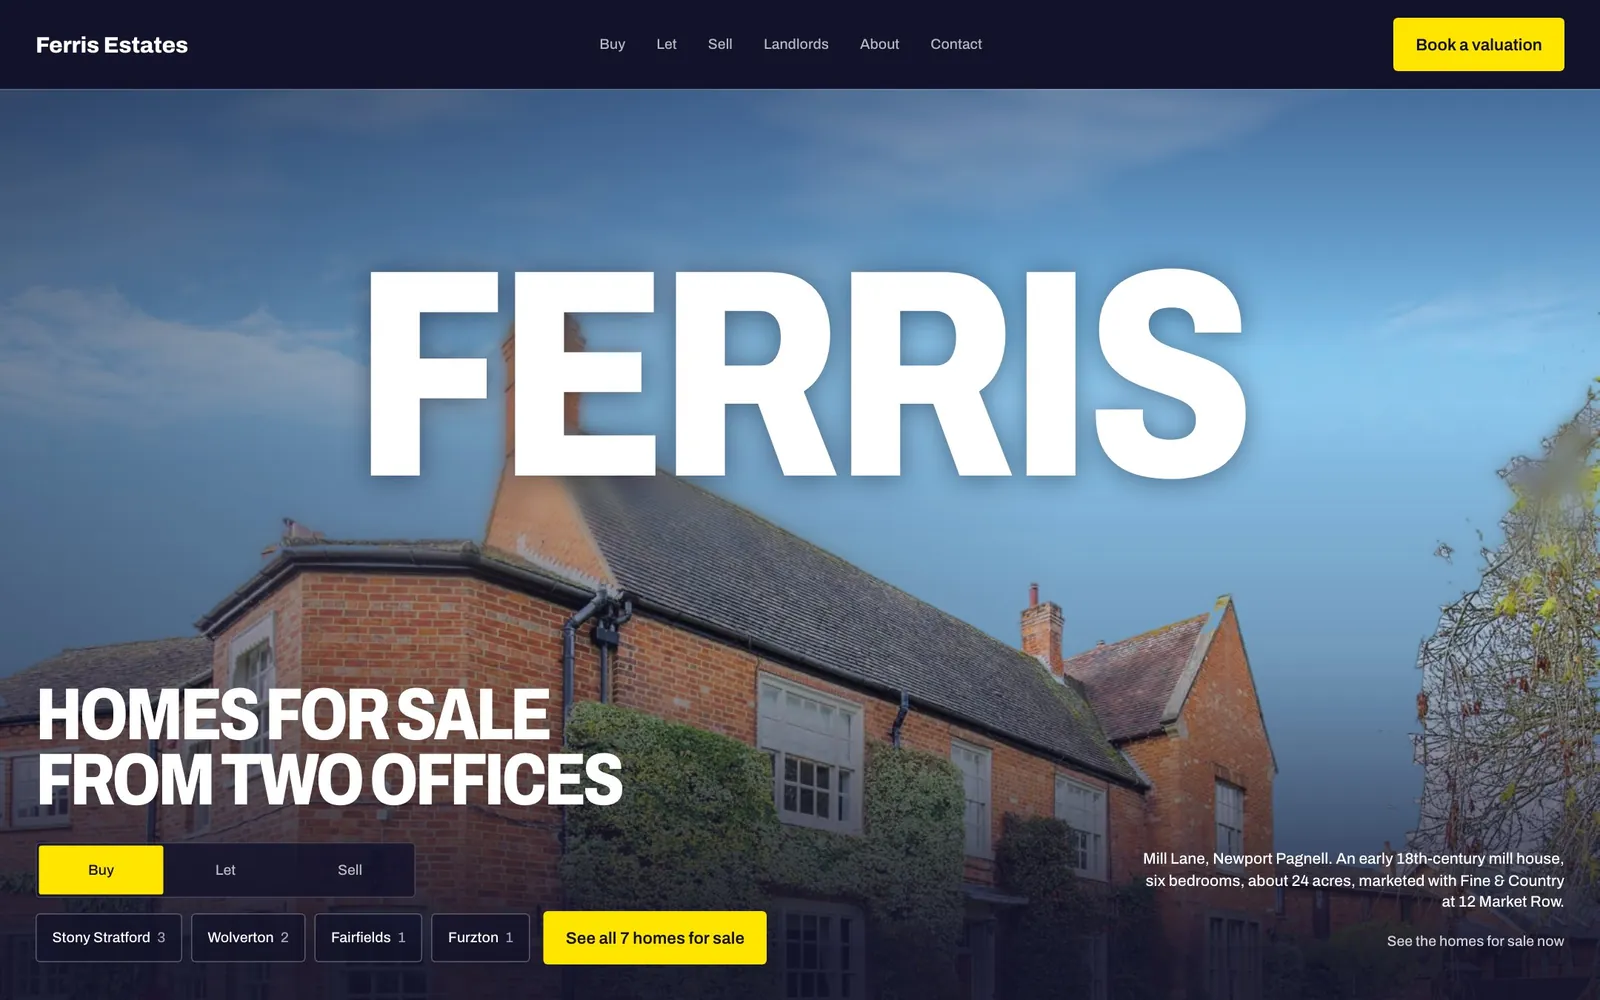 Ferris Estates
Buy
Let
Sell
Landlords
About
Contact
Book a valuation
FERRIS
HOMES FOR SALE
FROM TWO OFFICES
Buy
Let
Sell
Stony Stratford 3
Wolverton 2
Fairfields 1
Furzton 1
See all 7 homes for sale
Mill Lane, Newport Pagnell. An early 18th-century mill house,
six bedrooms, about 24 acres, marketed with Fine & Country
at 12 Market Row.
See the homes for sale now